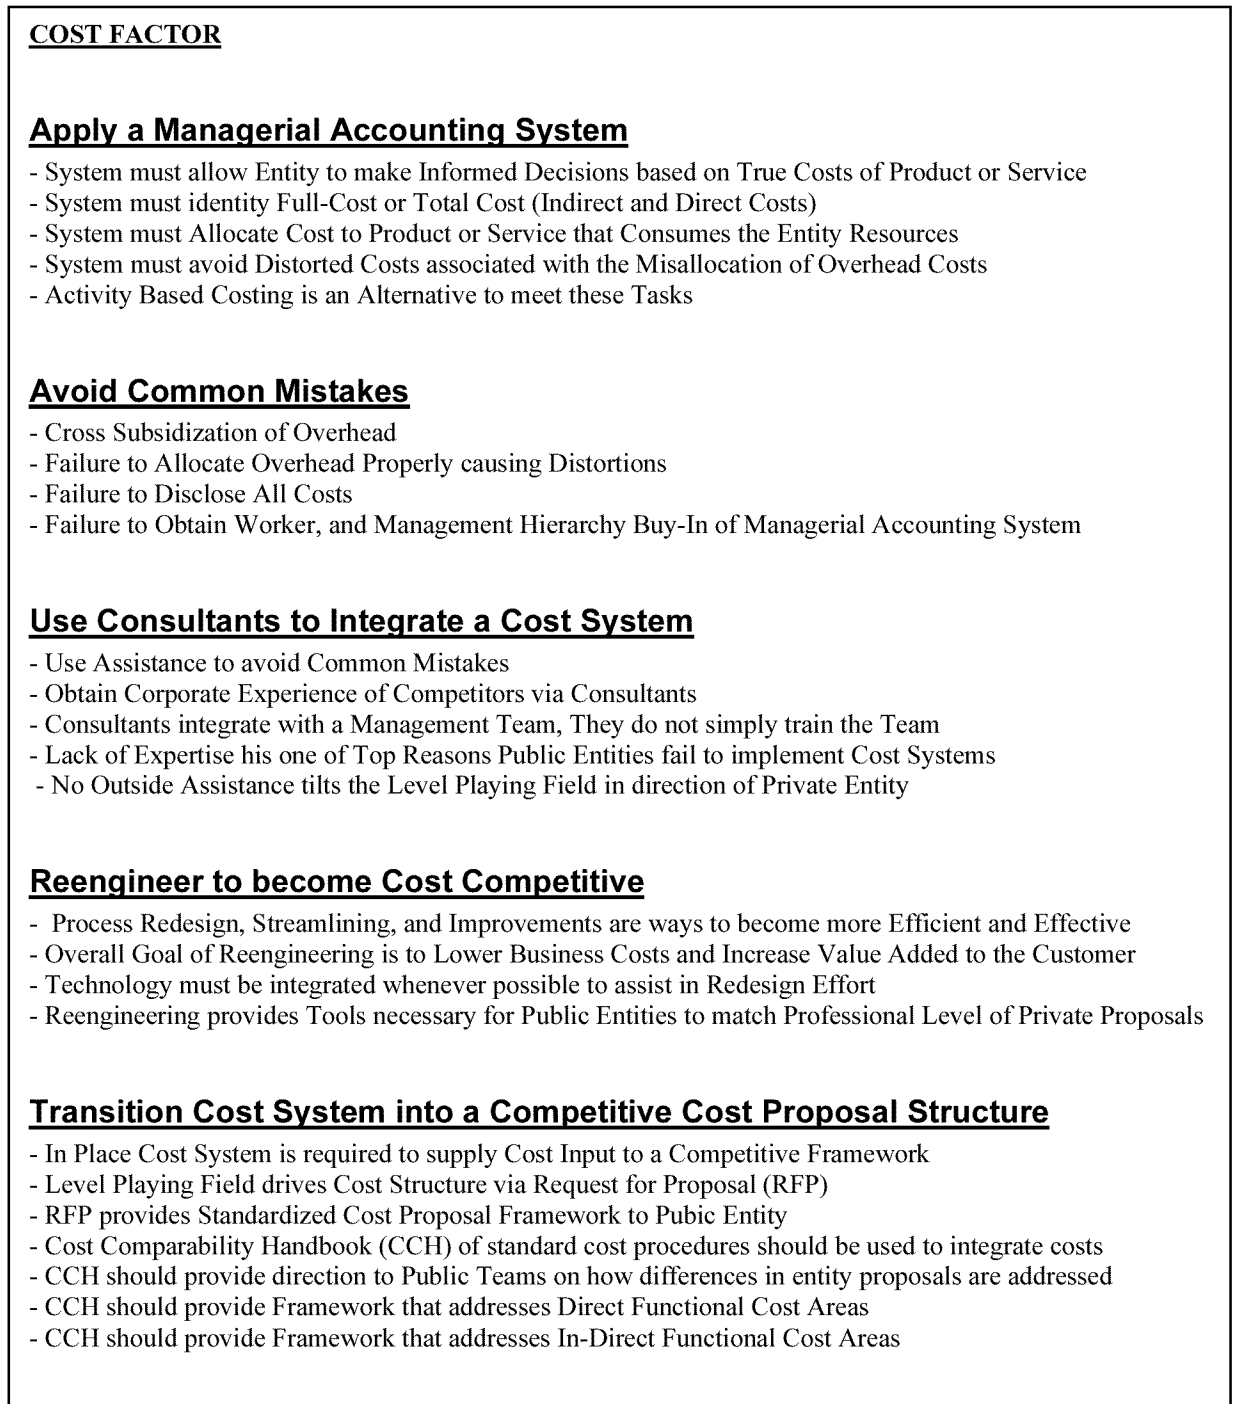 COST FACTOR
Apply a Managerial Accounting System
- System must allow Entity to make Informed Decisions based on True Costs of Product or Service
- System must identity Full-Cost or Total Cost (Indirect and Direct Costs)
- System must Allocate Cost to Product or Service that Consumes the Entity Resources
- System must avoid Distorted Costs associated with the Misallocation of Overhead Costs
- Activity Based Costing is an Alternative to meet these Tasks
Avoid Common Mistakes
- Cross Subsidization of Overhead
- Failure to Allocate Overhead Properly causing Distortions
- Failure to Disclose All Costs
- Failure to Obtain Worker, and Management Hierarchy Buy-In of Managerial Accounting System
Use Consultants to Integrate a Cost System
- Use Assistance to avoid Common Mistakes
- Obtain Corporate Experience of Competitors via Consultants
- Consultants integrate with a Management Team, They do not simply train the Team
- Lack of Expertise his one of Top Reasons Public Entities fail to implement Cost Systems
- No Outside Assistance tilts the Level Playing Field in direction of Private Entity
Reengineer to become Cost Competitive
- Process Redesign, Streamlining, and Improvements are ways to become more Efficient and Effective
- Overall Goal of Reengineering is to Lower Business Costs and Increase Value Added to the Customer
- Technology must be integrated whenever possible to assist in Redesign Effort
- Reengineering provides Tools necessary for Public Entities to match Professional Level of Private Proposals
Transition Cost System into a Competitive Cost Proposal Structure
- In Place Cost System is required to supply Cost Input to a Competitive Framework
- Level Playing Field drives Cost Structure via Request for Proposal (RFP)
- RFP provides Standardized Cost Proposal Framework to Pubic Entity
- Cost Comparability Handbook (CCH) of standard cost procedures should be used to integrate costs
- CCH should provide direction to Public Teams on how differences in entity proposals are addressed
- CCH should provide Framework that addresses Direct Functional Cost Areas
- CCH should provide Framework that addresses In-Direct Functional Cost Areas